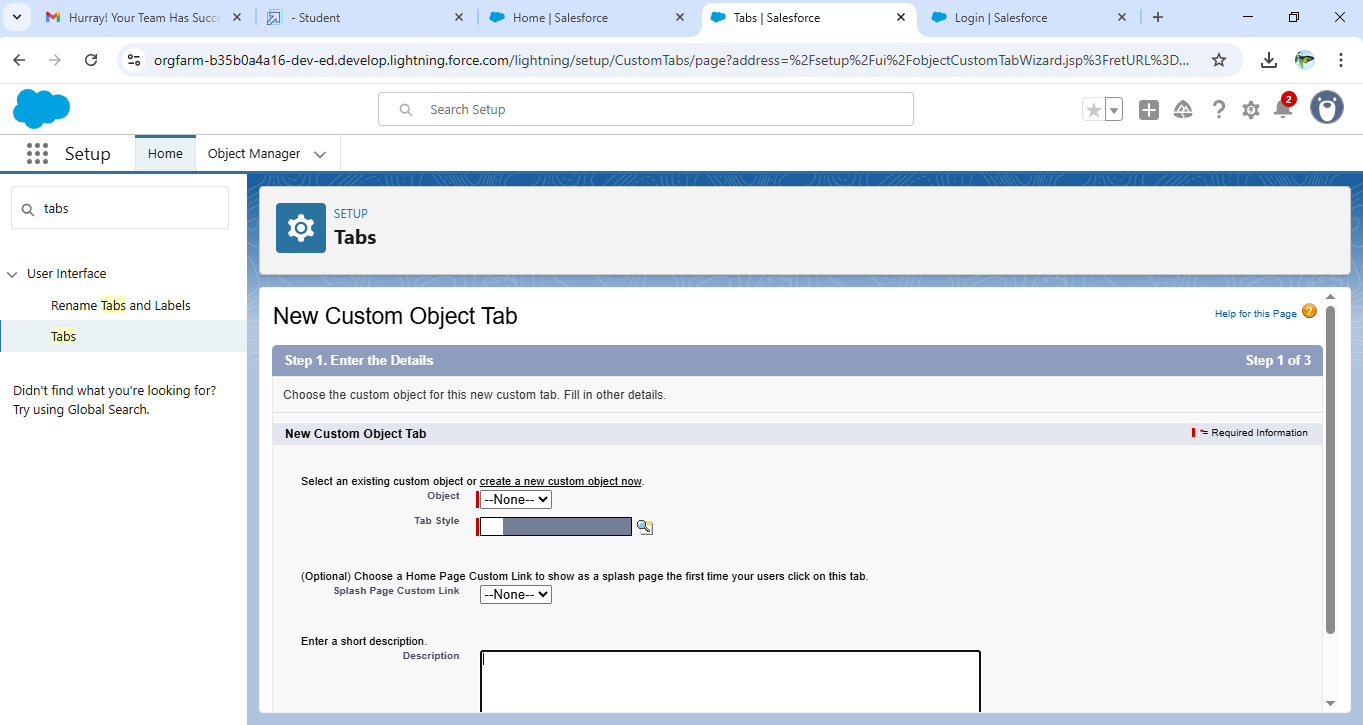 Hurray! Your Team Has Succ
- Student
Home | Salesforce
Tabs | Salesforce
Login | Salesforce
orgfarm-b35b0a4a16-dev-ed.develop.lightning.force.com/lightning/setup/CustomTabs/page?address=%2Fsetup%2Fui%2FobjectCustomTabWizard.jsp%3FretURL%3D...
Search Setup
2
Setup
Home
Object Manager
tabs
SETUP
Tabs
User Interface
Rename Tabs and Labels
Tabs
Didn't find what you're looking for?
Try using Global Search.
New Custom Object Tab
Help for this Page ?
Step 1. Enter the Details
Step 1 of 3
Choose the custom object for this new custom tab. Fill in other details.
New Custom Object Tab
*= Required Information
Select an existing custom object or create a new custom object now.
Object
--None--
Tab Style
(Optional) Choose a Home Page Custom Link to show as a splash page the first time your users click on this tab.
Splash Page Custom Link
--None--
Enter a short description.
Description